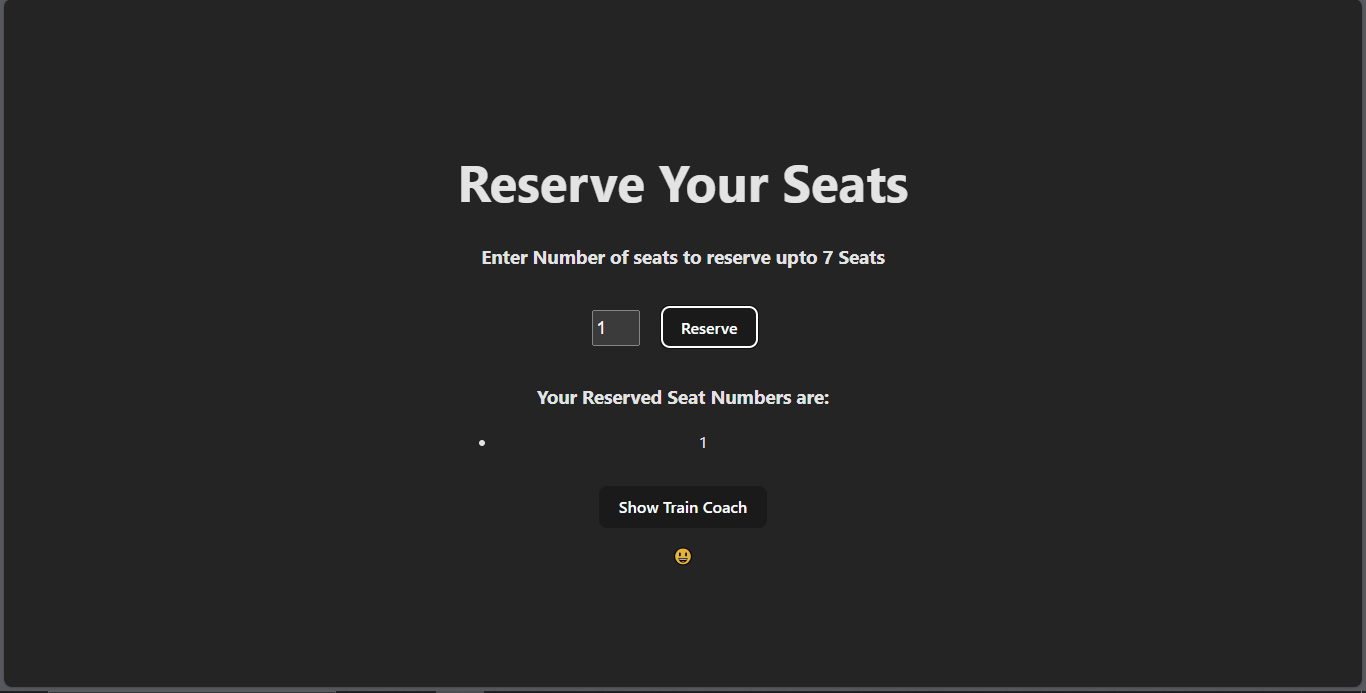 Reserve Your Seats
Enter Number of seats to reserve upto 7 Seats
1 Reserve
Your Reserved Seat Numbers are:
• 1
Show Train Coach
😃